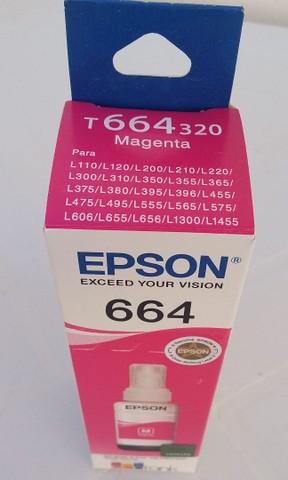 T664320
Magenta
Para
L110/L120/L200/L210/L220/
L300/L310/L350/L355/L365/
L375/L380/L395/L396/L455/
L475/L495/L555/L565/L575/
L606/L655/L656/L1300/L1455
EPSON®
EXCEED YOUR VISION
664
EPSON
EPSON
M